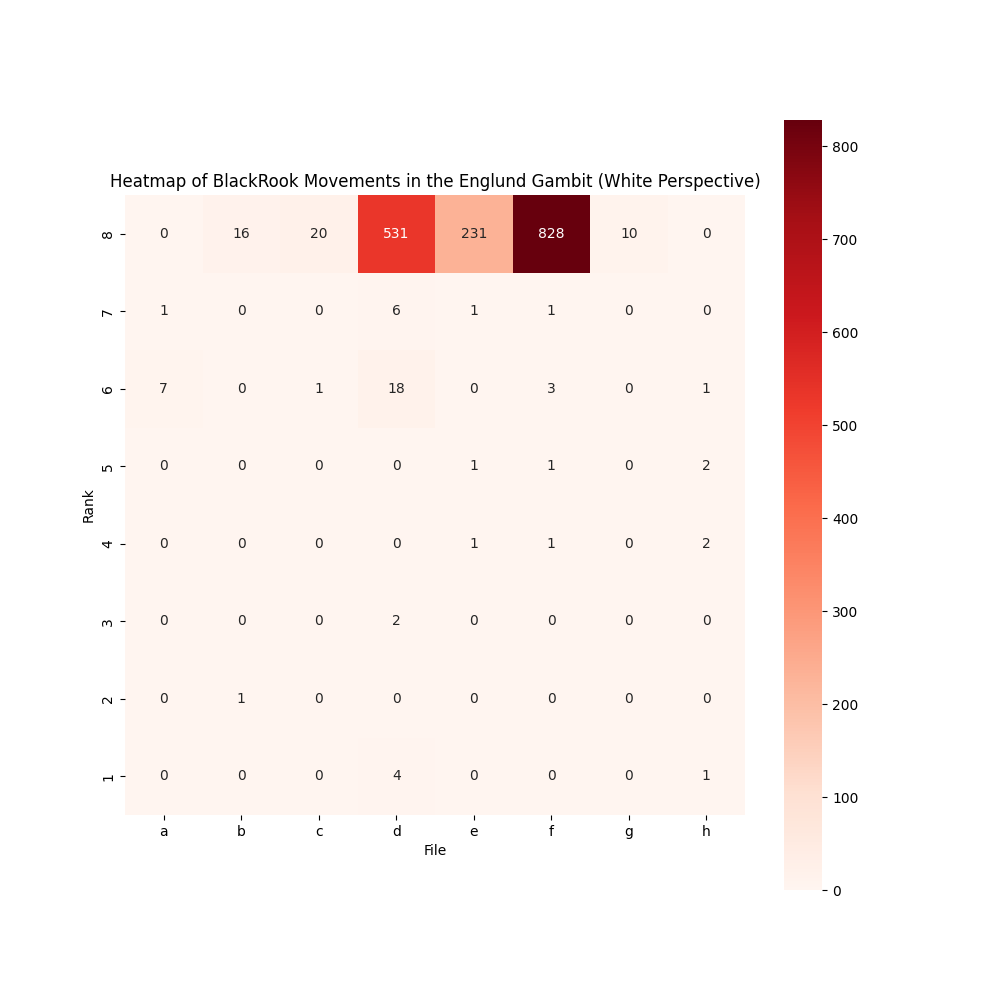 Heatmap of BlackRook Movements in the Englund Gambit (White Perspective)
8 0 16 20 531 231 828 10 0
7 1 0 0 6 1 1 0 0
6 7 0 1 18 0 3 0 1
5 0 0 0 0 1 1 0 2
4 0 0 0 0 1 1 0 2
3 0 0 0 2 0 0 0 0
2 0 1 0 0 0 0 0 0
1 0 0 0 4 0 0 0 1
a b c d e f g h
File
Rank
800
700
600
500
400
300
200
100
0